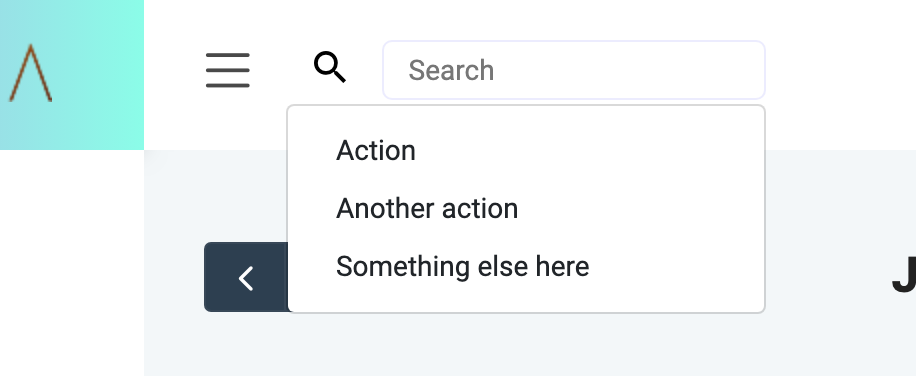 Search
Action
Another action
Something else here
J